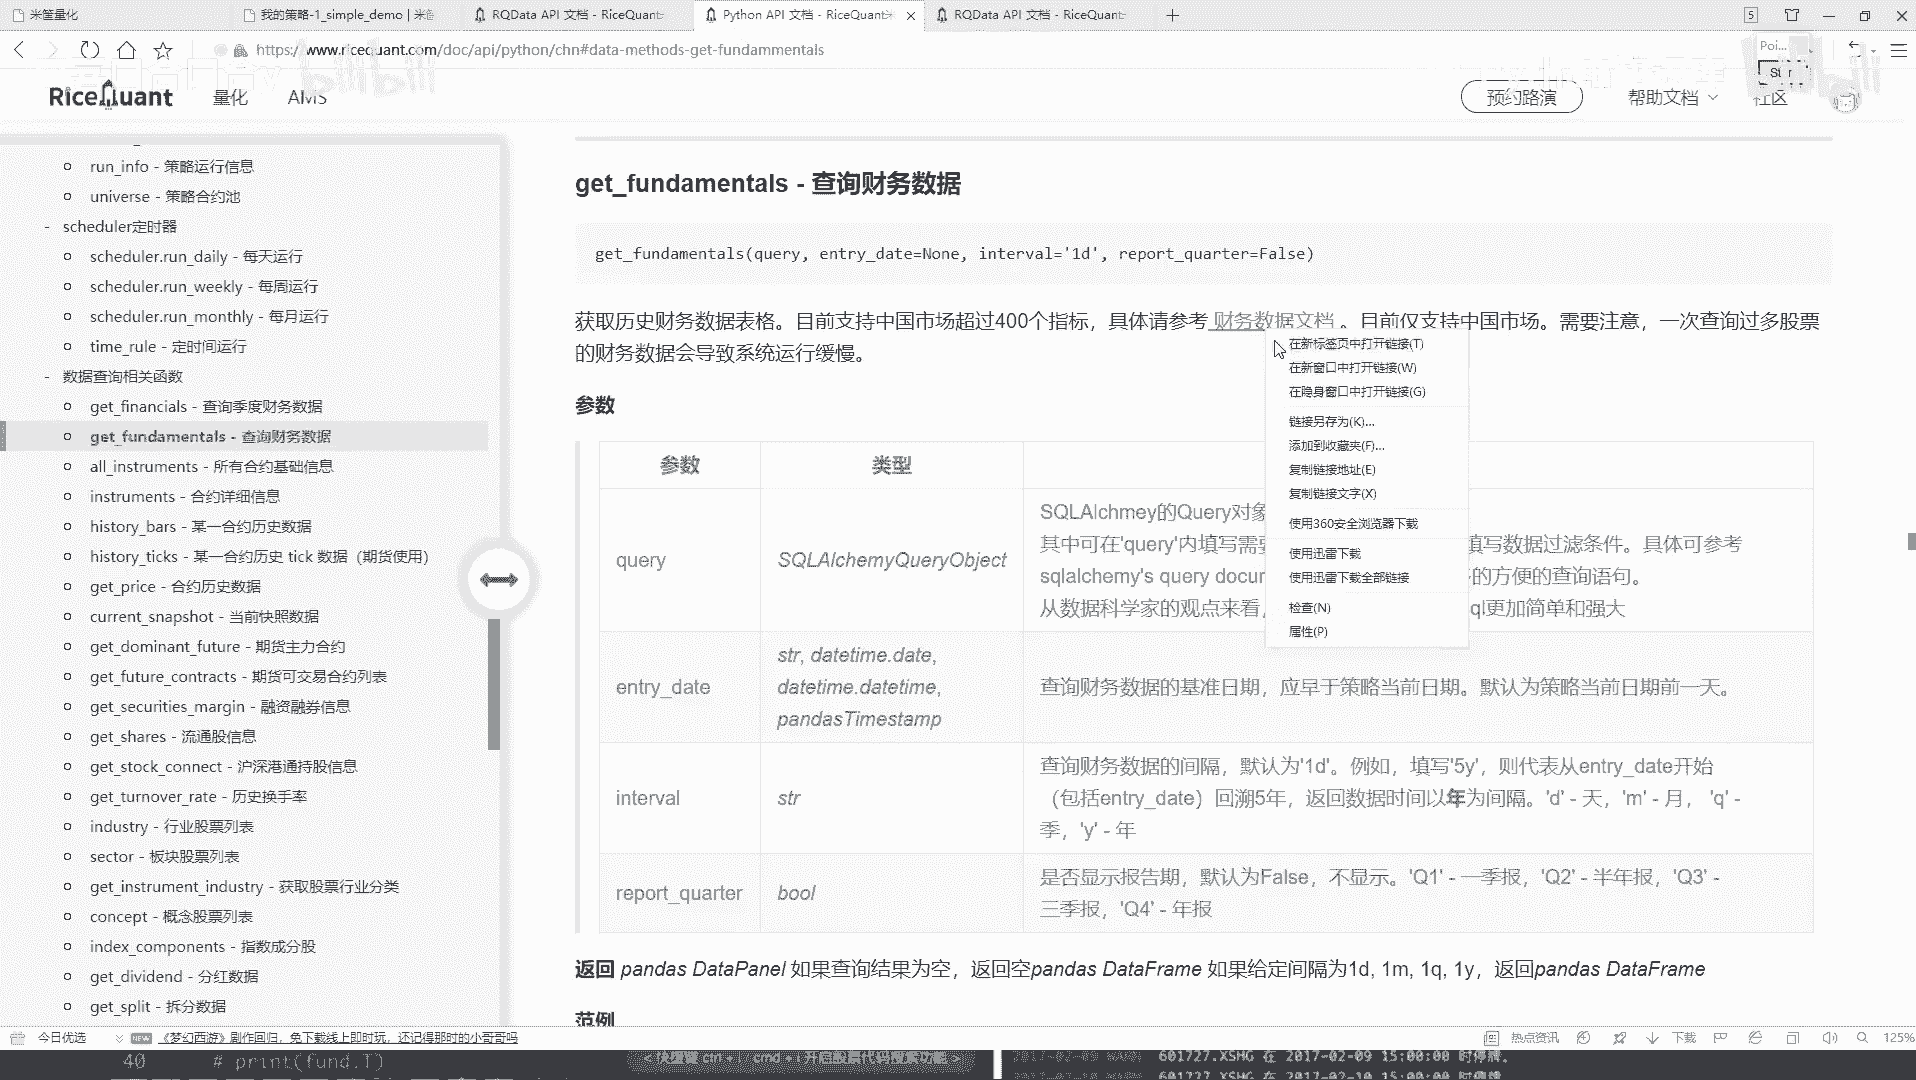 米筐量化
我的策略-1_simple_demo | 米筐
RQData API 文档 - RiceQuant
Python API 文档 - RiceQuant
RQData API 文档 - RiceQuant
5
https://www.ricequant.com/doc/api/python/chn#data-methods-get-fundammentals
Poi...
RiceQuant
量化
AMS
预约路演
帮助文档
社区
run_info - 策略运行信息
universe - 策略合约池
- scheduler定时器
scheduler.run_daily - 每天运行
scheduler.run_weekly - 每周运行
scheduler.run_monthly - 每月运行
time_rule - 定时间运行
- 数据查询相关函数
get_financials - 查询季度财务数据
get_fundamentals - 查询财务数据
all_instruments - 所有合约基础信息
instruments - 合约详细信息
history_bars - 某一合约历史数据
history_ticks - 某一合约历史 tick 数据（期货使用）
get_price - 合约历史数据
current_snapshot - 当前快照数据
get_dominant_future - 期货主力合约
get_future_contracts - 期货可交易合约列表
get_securities_margin - 融资融券信息
get_shares - 流通股信息
get_stock_connect - 沪深港通持股信息
get_turnover_rate - 历史换手率
industry - 行业股票列表
sector - 板块股票列表
get_instrument_industry - 获取股票行业分类
concept - 概念股票列表
index_components - 指数成分股
get_dividend - 分红数据
get_split - 拆分数据
get_fundamentals - 查询财务数据
get_fundamentals(query, entry_date=None, interval='1d', report_quarter=False)
获取历史财务数据表格。目前支持中国市场超过400个指标，具体请参考 财务数据文档 。目前仅支持中国市场。需要注意，一次查询过多股票
的财务数据会导致系统运行缓慢。
参数
参数
类型
query
SQLAlchemyQueryObject
SQLAlchmey的Query对象
其中可在'query'内填写需要
填写数据过滤条件。具体可参考
sqlalchemy's query docum
的方便的查询语句。
从数据科学家的观点来看，
ql更加简单和强大
entry_date
str, datetime.date,
datetime.datetime,
pandasTimestamp
查询财务数据的基准日期，应早于策略当前日期。默认为策略当前日期前一天。
interval
str
查询财务数据的间隔，默认为'1d'。例如，填写'5y'，则代表从entry_date开始
（包括entry_date）回溯5年，返回数据时间以年为间隔。'd' - 天，'m' - 月， 'q' -
季，'y' - 年
report_quarter
bool
是否显示报告期，默认为False，不显示。'Q1' - 一季报，'Q2' - 半年报，'Q3' -
三季报，'Q4' - 年报
返回 pandas DataPanel 如果查询结果为空，返回空pandas DataFrame 如果给定间隔为1d, 1m, 1q, 1y，返回pandas DataFrame
范例
在新标签页中打开链接(T)
在新窗口中打开链接(W)
在隐身窗口中打开链接(G)
链接另存为(K)...
添加到收藏夹(F)...
复制链接地址(E)
复制链接文字(X)
使用360安全浏览器下载
使用迅雷下载
使用迅雷下载全部链接
检查(N)
属性(P)
今日优选
NEW
《梦幻西游》剧作回归，免下载线上即时玩，还记得那时的小哥哥吗
热点资讯
下载
125%
40 # print(fund.T)
601727.XSHG 在 2017-02-09 15:00:00 时停牌。
601727.XSHG 在 2017-02-10 15:00:00 时停牌。